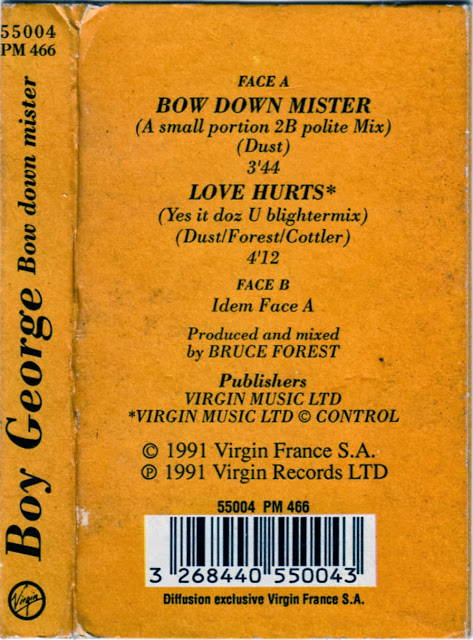 55004
PM 466
Boy George Bow down mister
Virgin
FACE A
BOW DOWN MISTER
(A small portion 2B polite Mix)
(Dust)
3'44
LOVE HURTS*
(Yes it doz U blightermix)
(Dust/Forest/Cottler)
4'12
FACE B
Idem Face A
Produced and mixed
by BRUCE FOREST
Publishers
VIRGIN MUSIC LTD
*VIRGIN MUSIC LTD © CONTROL
© 1991 Virgin France S.A.
℗ 1991 Virgin Records LTD
55004 PM 466
3 268440 550043
Diffusion exclusive Virgin France S.A.